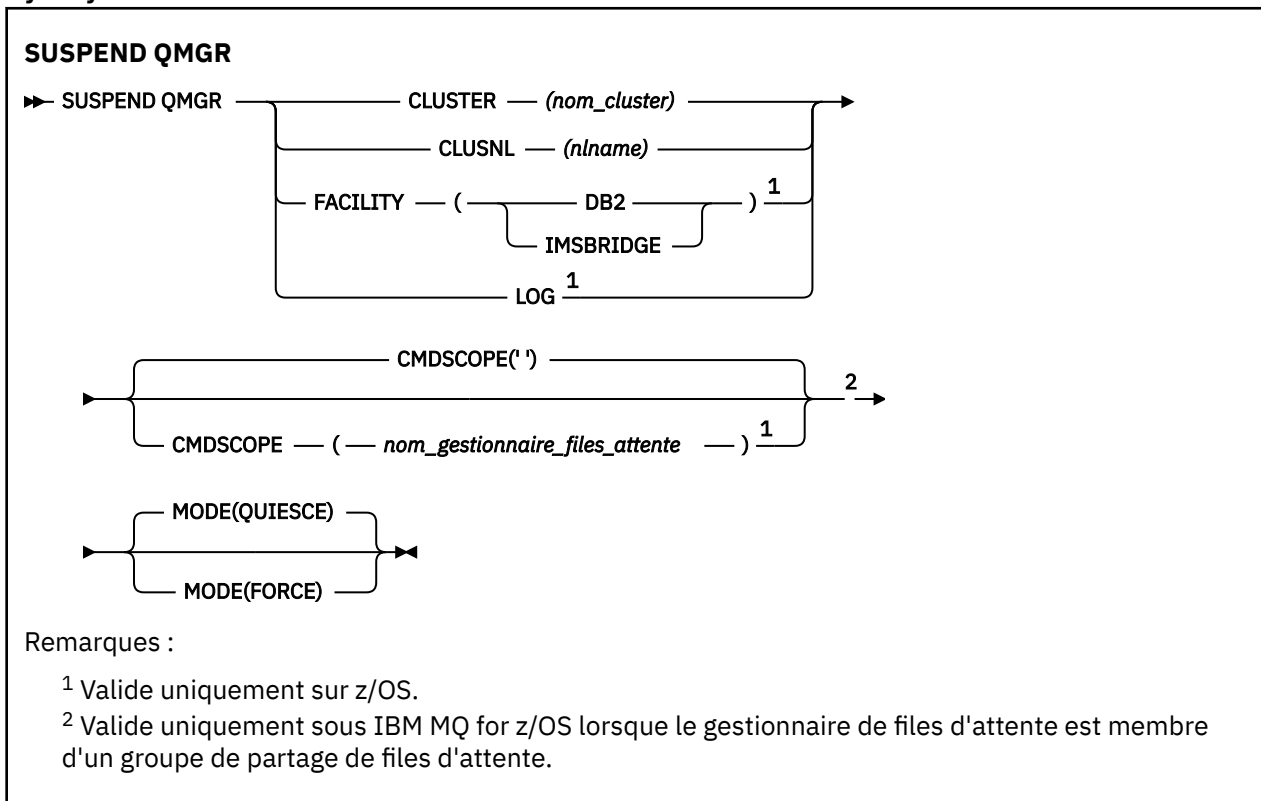 SUSPEND QMGR
SUSPEND QMGR CLUSTER (nom_cluster)
CLUSNL (nlname)
FACILITY ( DB2 ) 1
IMSBRIDGE
LOG 1
CMDSCOPE(' ')
2
CMDSCOPE ( nom_gestionnaire_files_attente ) 1
MODE(QUIESCE)
MODE(FORCE)
Remarques :
1 Valide uniquement sur z/OS.
2 Valide uniquement sous IBM MQ for z/OS lorsque le gestionnaire de files d'attente est membre
d'un groupe de partage de files d'attente.